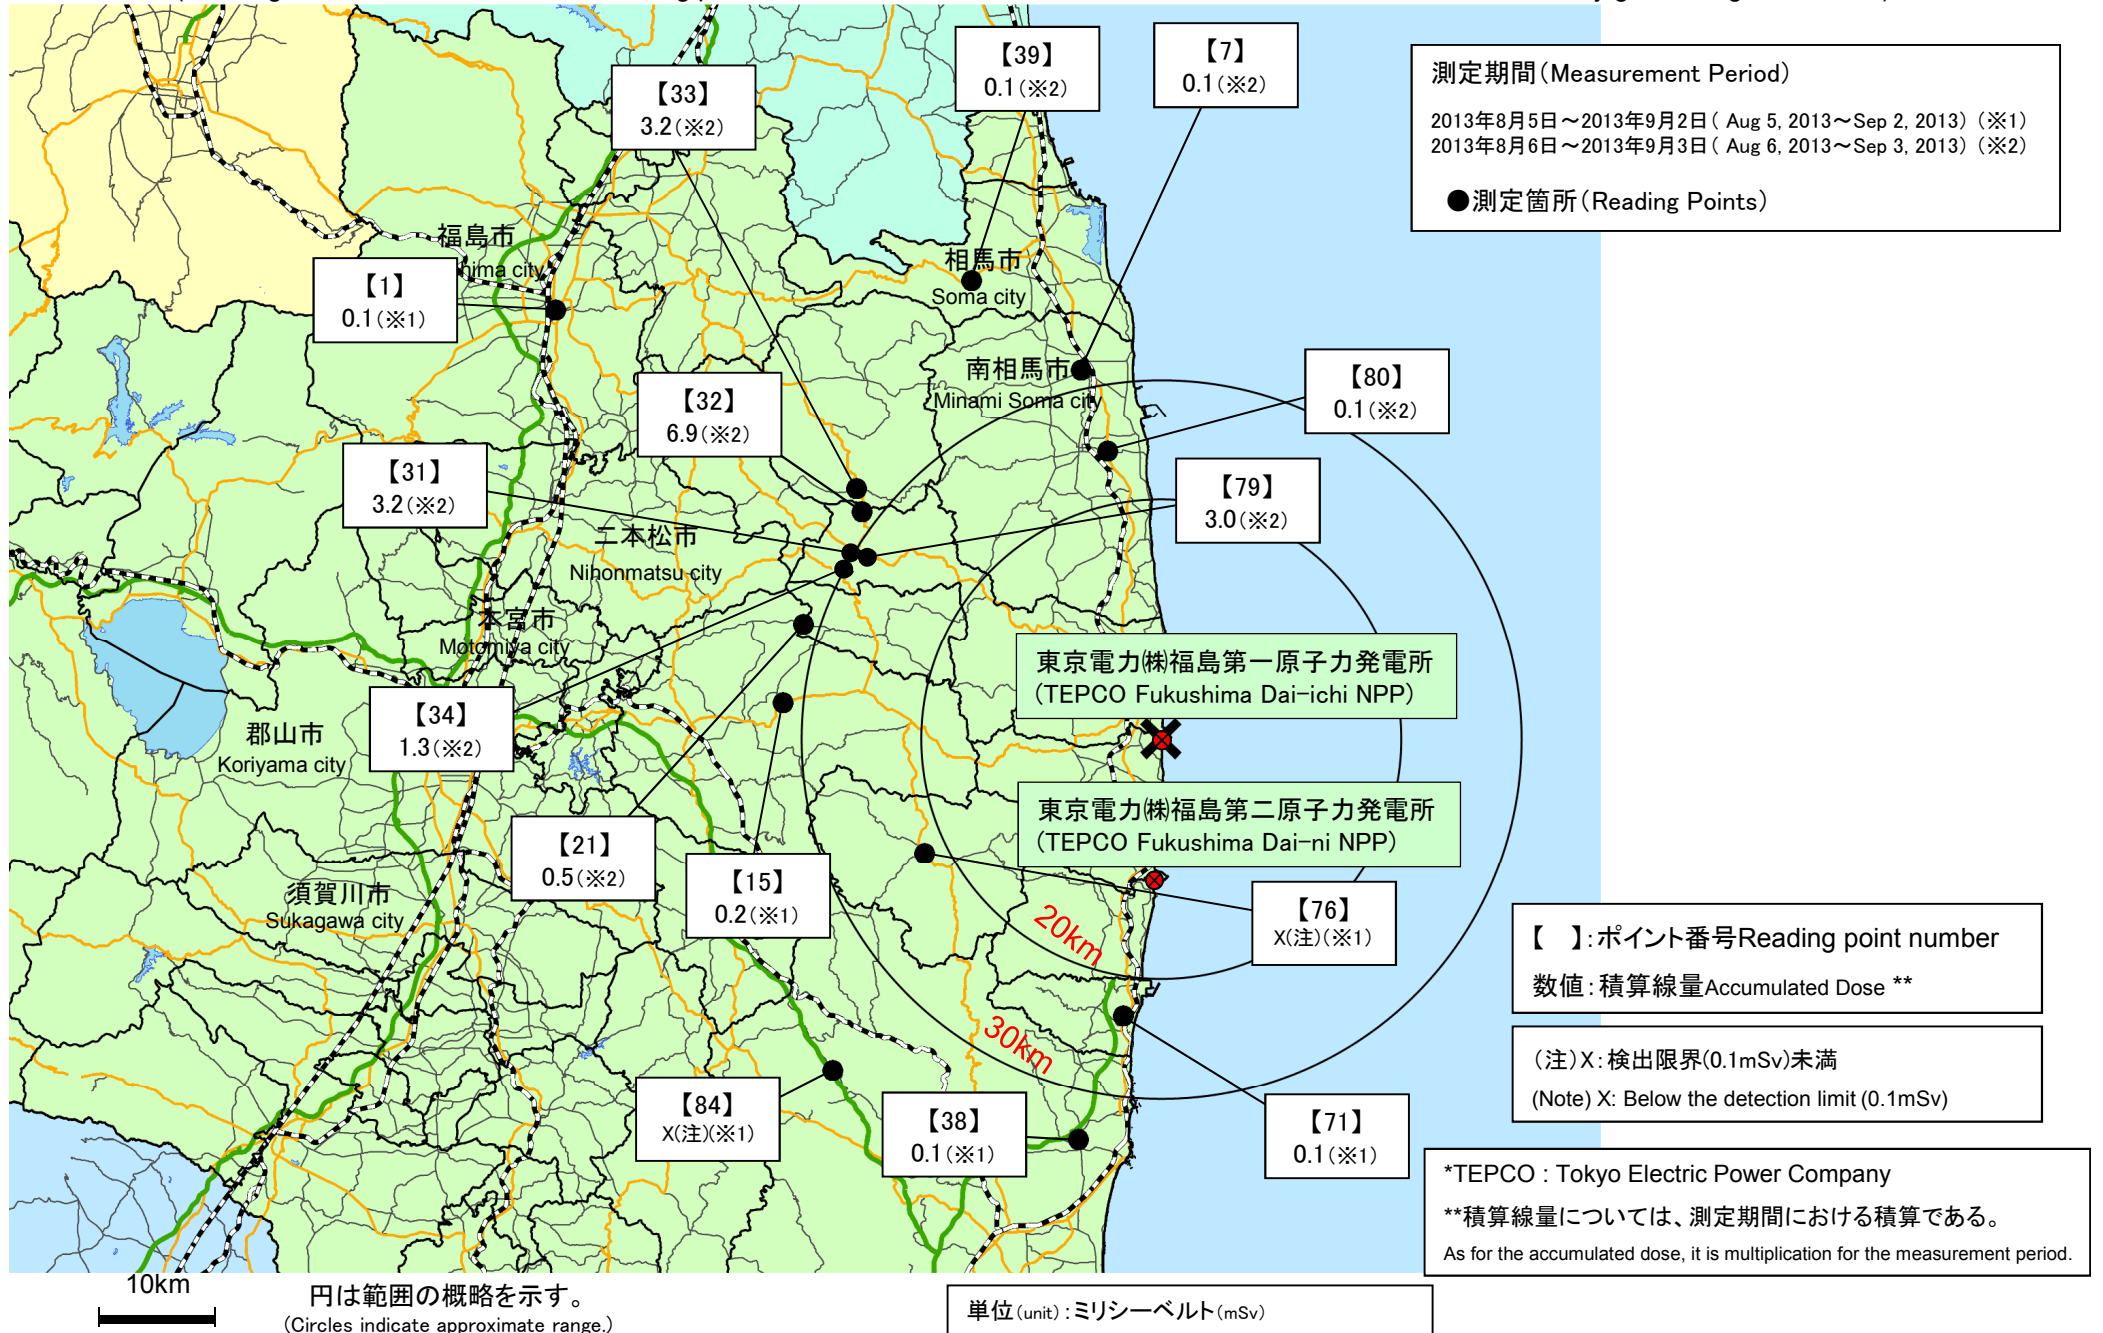 【39】
0.1(※2)
【7】
0.1(※2)
【33】
3.2(※2)
測定期間(Measurement Period)
2013年8月5日～2013年9月2日( Aug 5, 2013～Sep 2, 2013) (※1)
2013年8月6日～2013年9月3日( Aug 6, 2013～Sep 3, 2013) (※2)
●測定箇所(Reading Points)
福島市
hima city
【1】
0.1(※1)
相馬市
Soma city
南相馬市
Minami Soma city
【80】
0.1(※2)
【32】
6.9(※2)
【31】
3.2(※2)
【79】
3.0(※2)
二本松市
Nihonmatsu city
本宮市
Motomiya city
東京電力㈱福島第一原子力発電所
(TEPCO Fukushima Dai-ichi NPP)
【34】
1.3(※2)
郡山市
Koriyama city
東京電力㈱福島第二原子力発電所
(TEPCO Fukushima Dai-ni NPP)
【21】
0.5(※2)
【15】
0.2(※1)
須賀川市
Sukagawa city
【76】
X(注)(※1)
20km
30km
【 】:ポイント番号Reading point number
数値:積算線量Accumulated Dose **
(注)X:検出限界(0.1mSv)未満
(Note) X: Below the detection limit (0.1mSv)
【84】
X(注)(※1)
【38】
0.1(※1)
【71】
0.1(※1)
*TEPCO : Tokyo Electric Power Company
**積算線量については、測定期間における積算である。
As for the accumulated dose, it is multiplication for the measurement period.
10km
円は範囲の概略を示す。
(Circles indicate approximate range.)
単位(unit):ミリシーベルト(mSv)